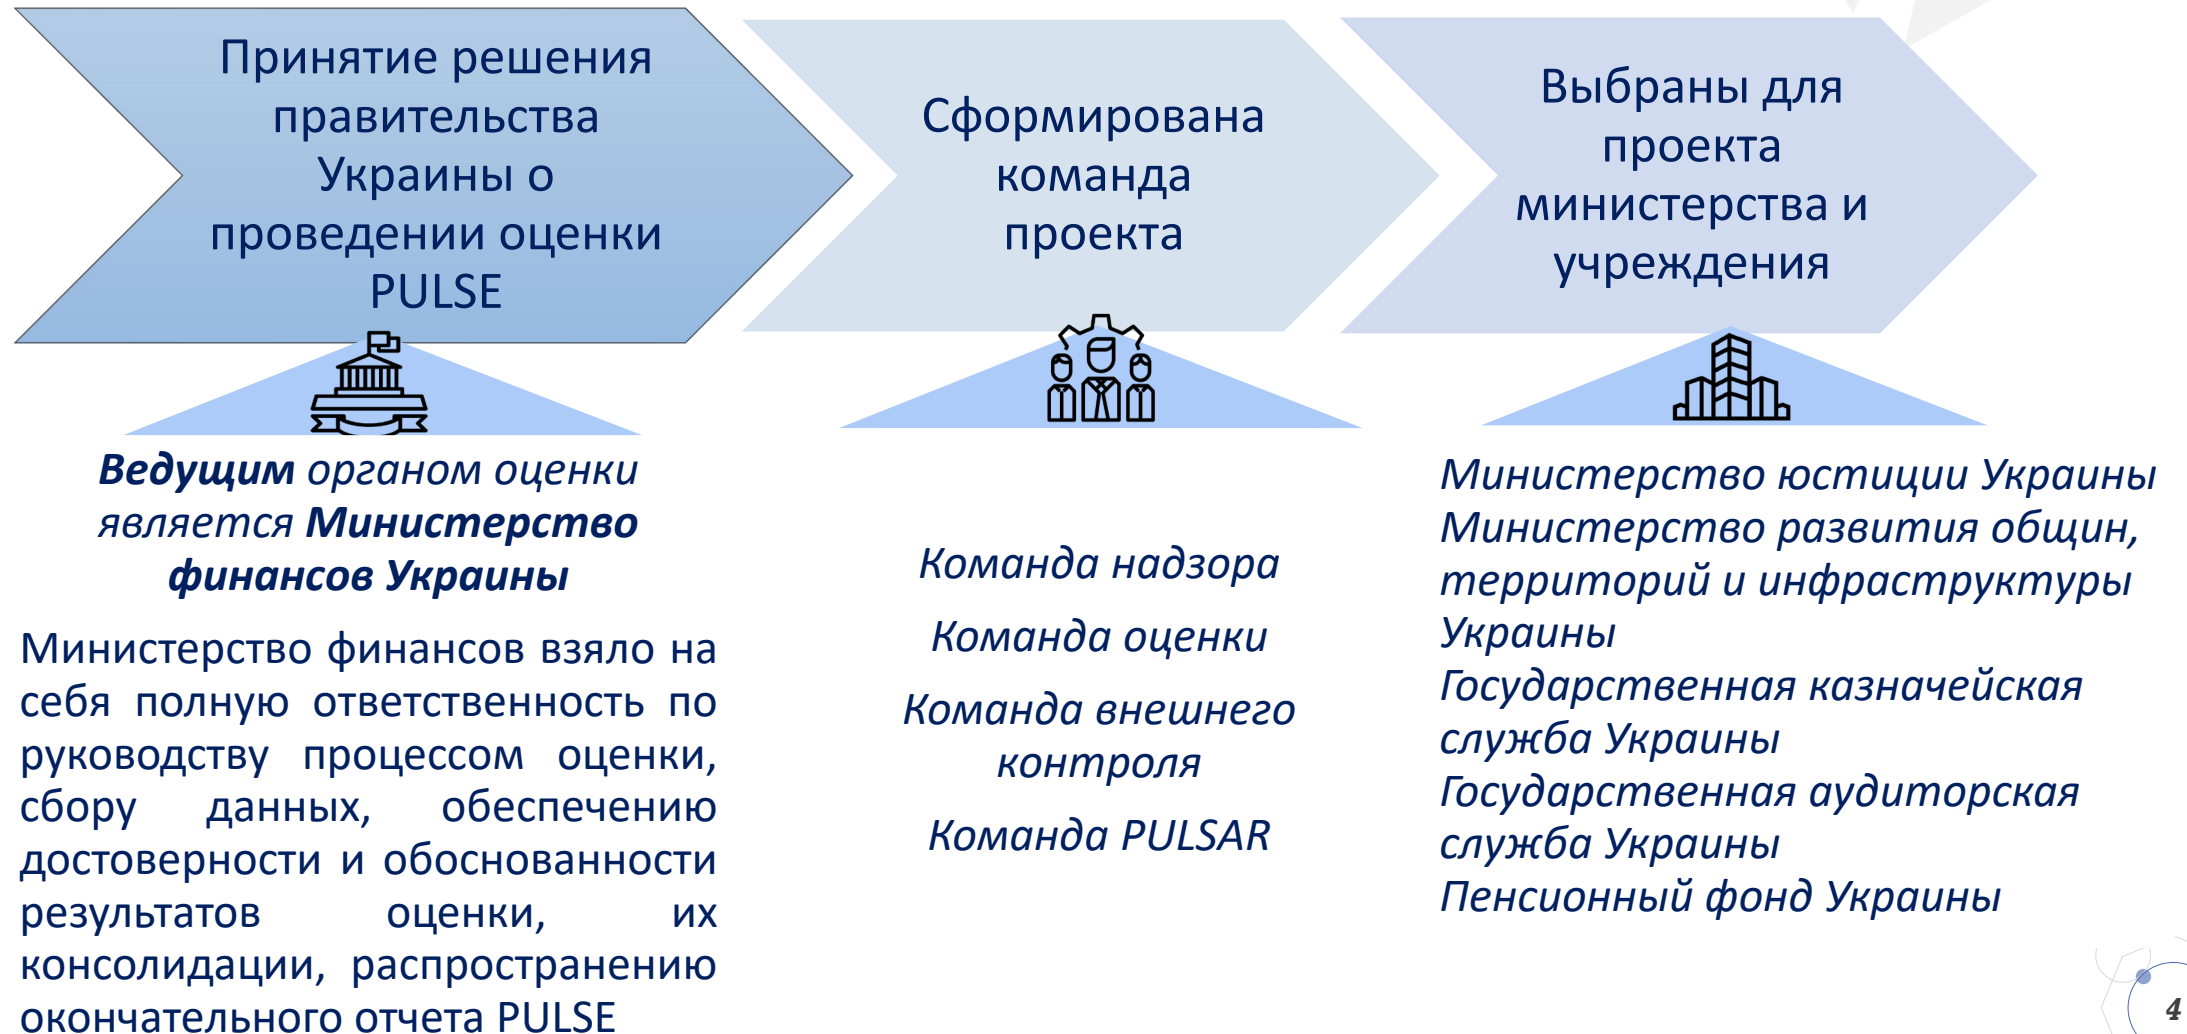 Принятие решения
правительства
Украины о
проведении оценки
PULSE
Сформирована
команда
проекта
Выбраны для
проекта
министерства и
учреждения
Ведущим органом оценки
является Министерство
финансов Украины
Министерство финансов взяло на
себя полную ответственность по
руководству процессом оценки,
сбору данных, обеспечению
достоверности и обоснованности
результатов оценки, их
консолидации, распространению
окончательного отчета PULSE
Команда надзора
Команда оценки
Команда внешнего
контроля
Команда PULSAR
Министерство юстиции Украины
Министерство развития общин,
территорий и инфраструктуры
Украины
Государственная казначейская
служба Украины
Государственная аудиторская
служба Украины
Пенсионный фонд Украины
4